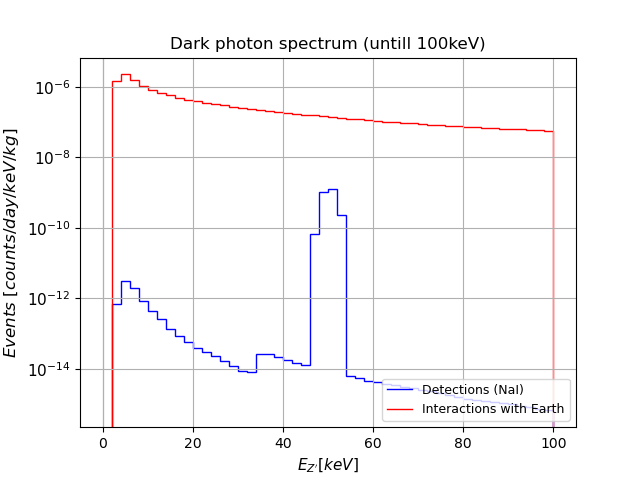 Dark photon spectrum (untill 100keV)
Events [counts/day/keV/kg]
10⁻⁶
10⁻⁸
10⁻¹⁰
10⁻¹²
10⁻¹⁴
Detections (NaI)
Interactions with Earth
0 20 40 60 80 100
E_Z′[keV]